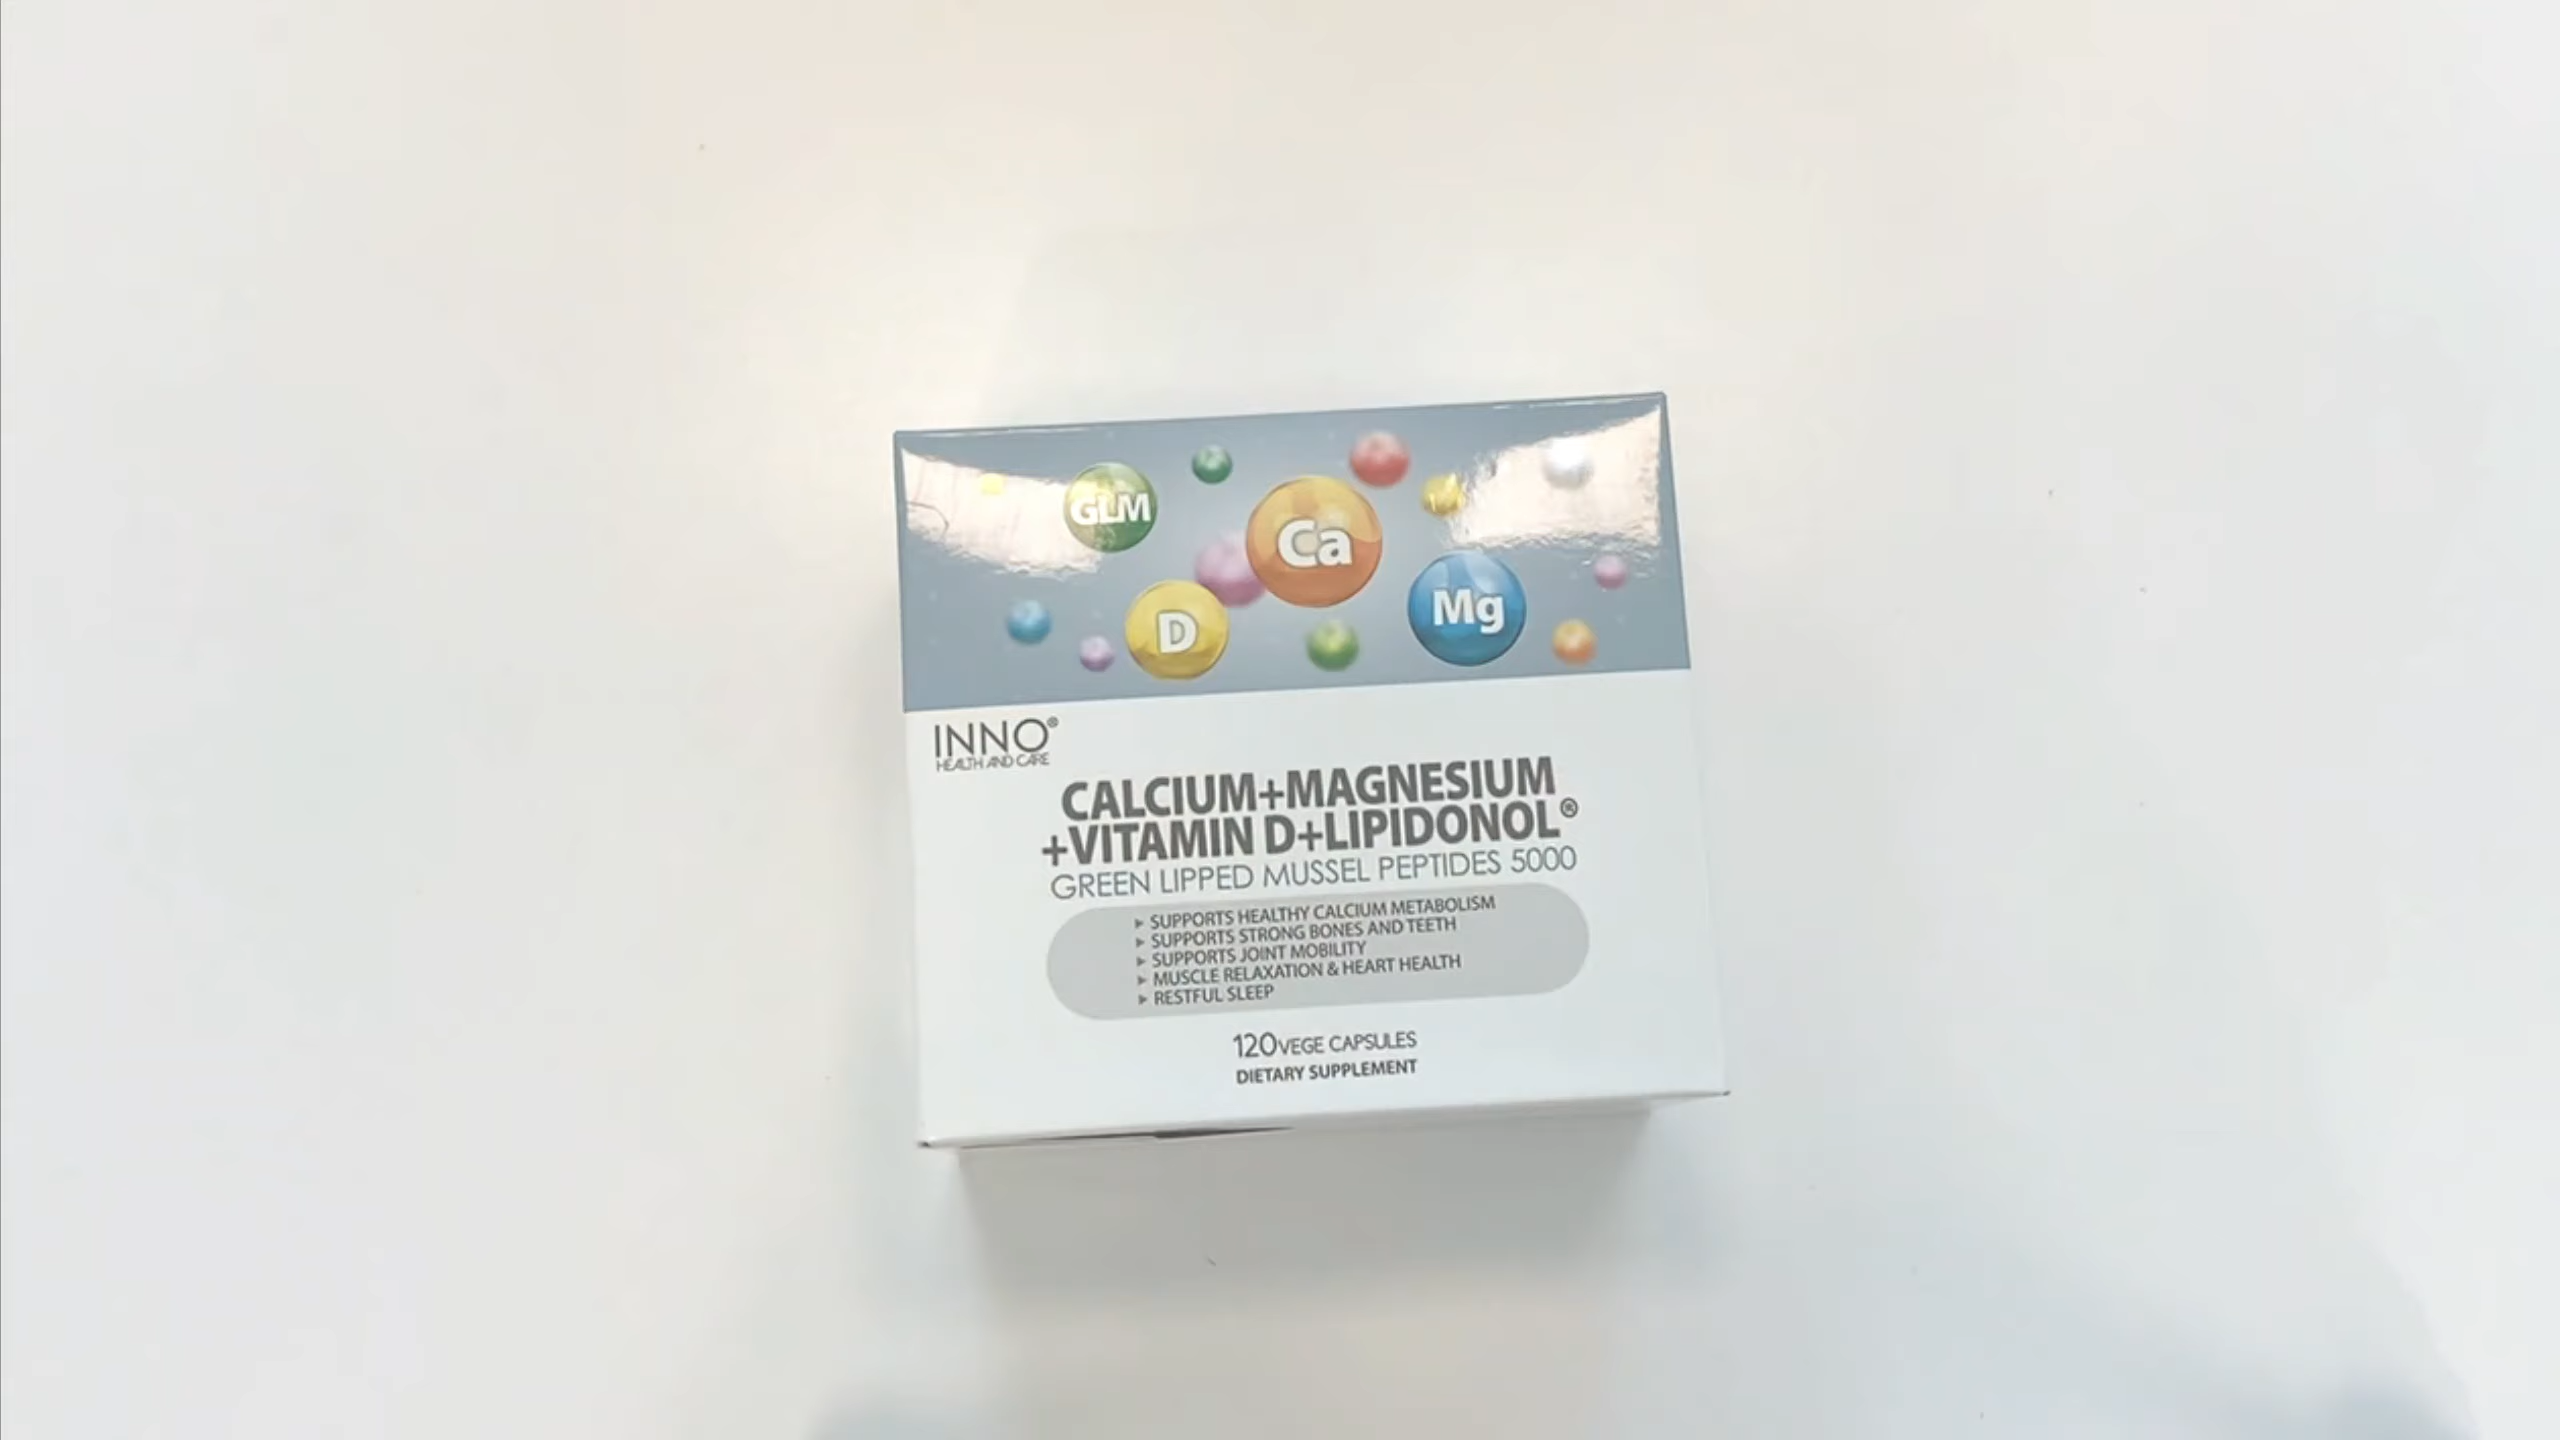 GLM
Ca
D
Mg
INNO®
HEALTH AND CARE
CALCIUM+MAGNESIUM
+VITAMIN D+LIPIDONOL®
GREEN LIPPED MUSSEL PEPTIDES 5000
▸ SUPPORTS HEALTHY CALCIUM METABOLISM
▸ SUPPORTS STRONG BONES AND TEETH
▸ SUPPORTS JOINT MOBILITY
▸ MUSCLE RELAXATION & HEART HEALTH
▸ RESTFUL SLEEP
120 VEGE CAPSULES
DIETARY SUPPLEMENT